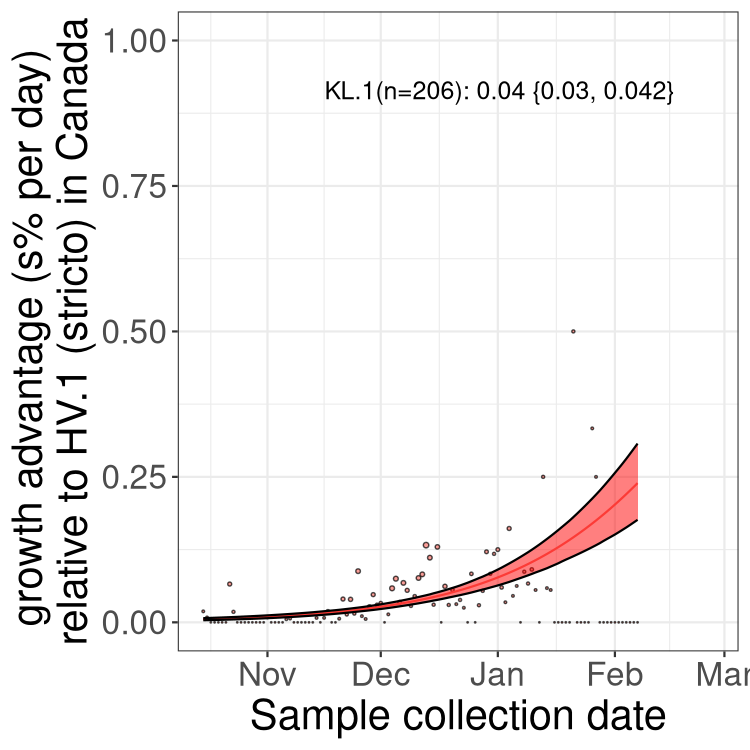 growth advantage (s% per day)
relative to HV.1 (stricto) in Canada
1.00
0.75
0.50
0.25
0.00
KL.1(n=206): 0.04 {0.03, 0.042}
Nov Dec Jan Feb Mar
Sample collection date